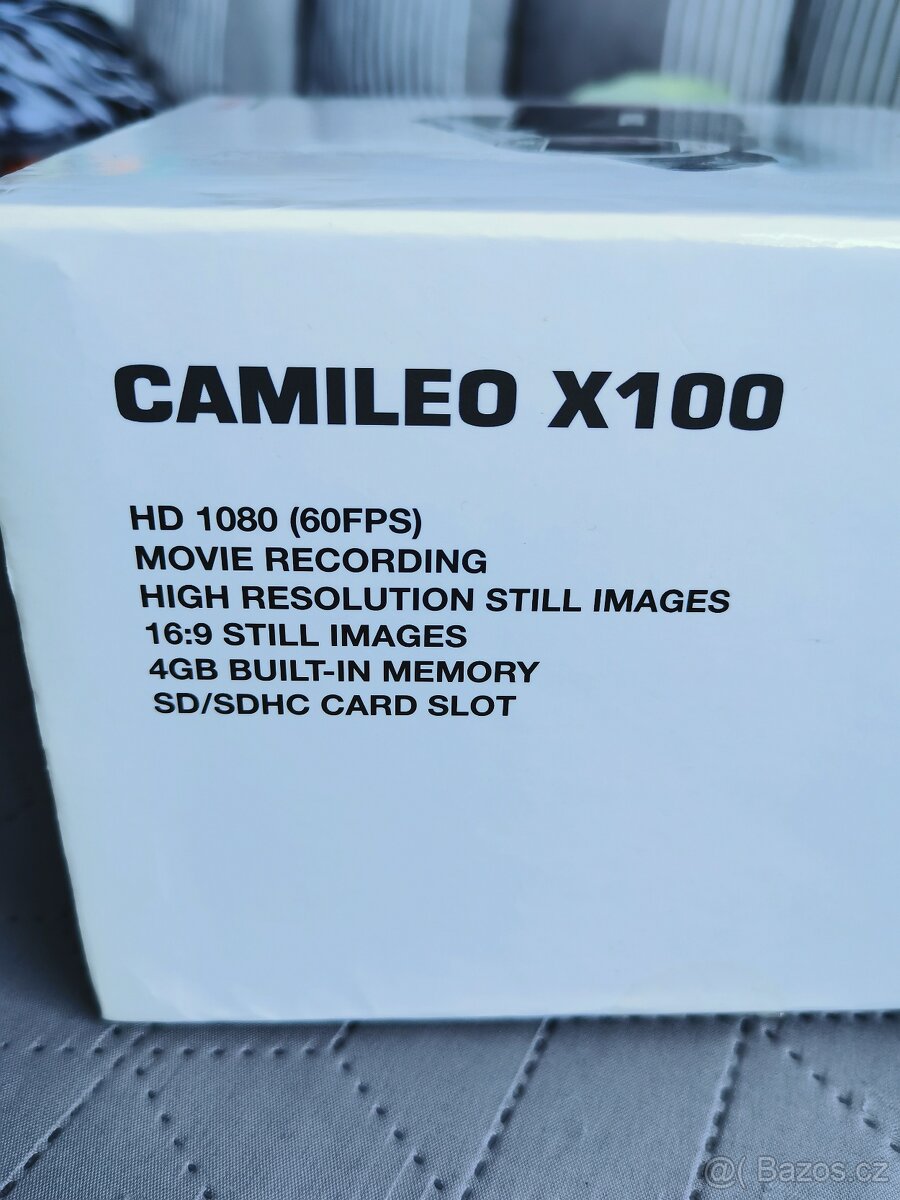 CAMILEO X100
HD 1080 (60FPS)
MOVIE RECORDING
HIGH RESOLUTION STILL IMAGES
16:9 STILL IMAGES
4GB BUILT-IN MEMORY
SD/SDHC CARD SLOT
@( Bazos.cz